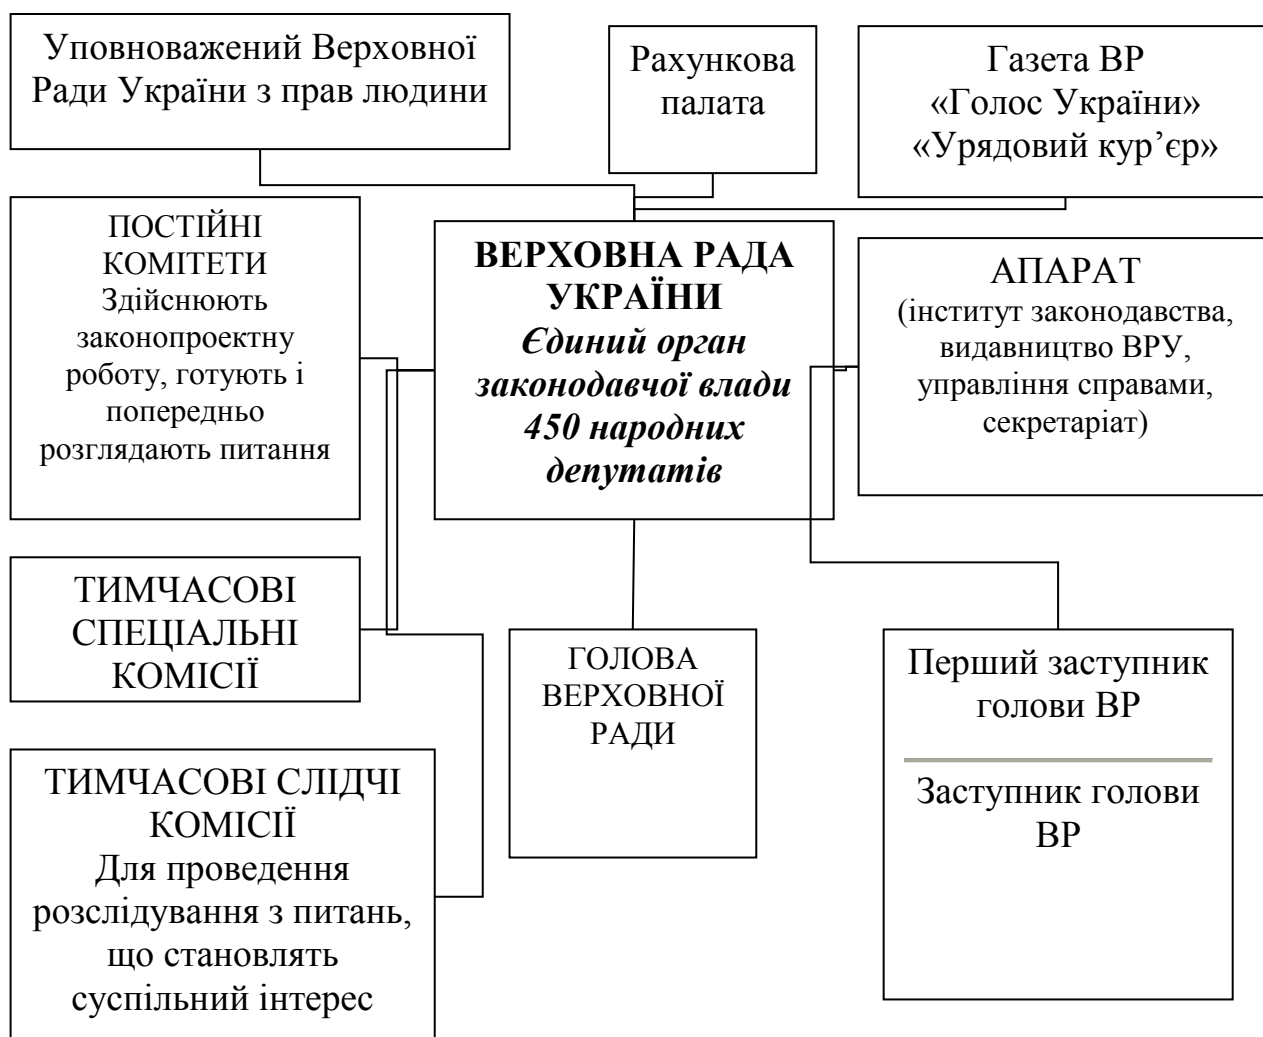 Уповноважений Верховної
Ради України з прав людини
Рахункова
палата
Газета ВР
«Голос України»
«Урядовий кур’єр»
ПОСТІЙНІ
КОМІТЕТИ
Здійснюють
законопроектну
роботу, готують і
попередньо
розглядають питання
ВЕРХОВНА РАДА
УКРАЇНИ
Єдиний орган
законодавчої влади
450 народних
депутатів
АПАРАТ
(інститут законодавства,
видавництво ВРУ,
управління справами,
секретаріат)
ТИМЧАСОВІ
СПЕЦІАЛЬНІ
КОМІСІЇ
ГОЛОВА
ВЕРХОВНОЇ
РАДИ
Перший заступник
голови ВР
Заступник голови
ВР
ТИМЧАСОВІ СЛІДЧІ
КОМІСІЇ
Для проведення
розслідування з питань,
що становлять
суспільний інтерес